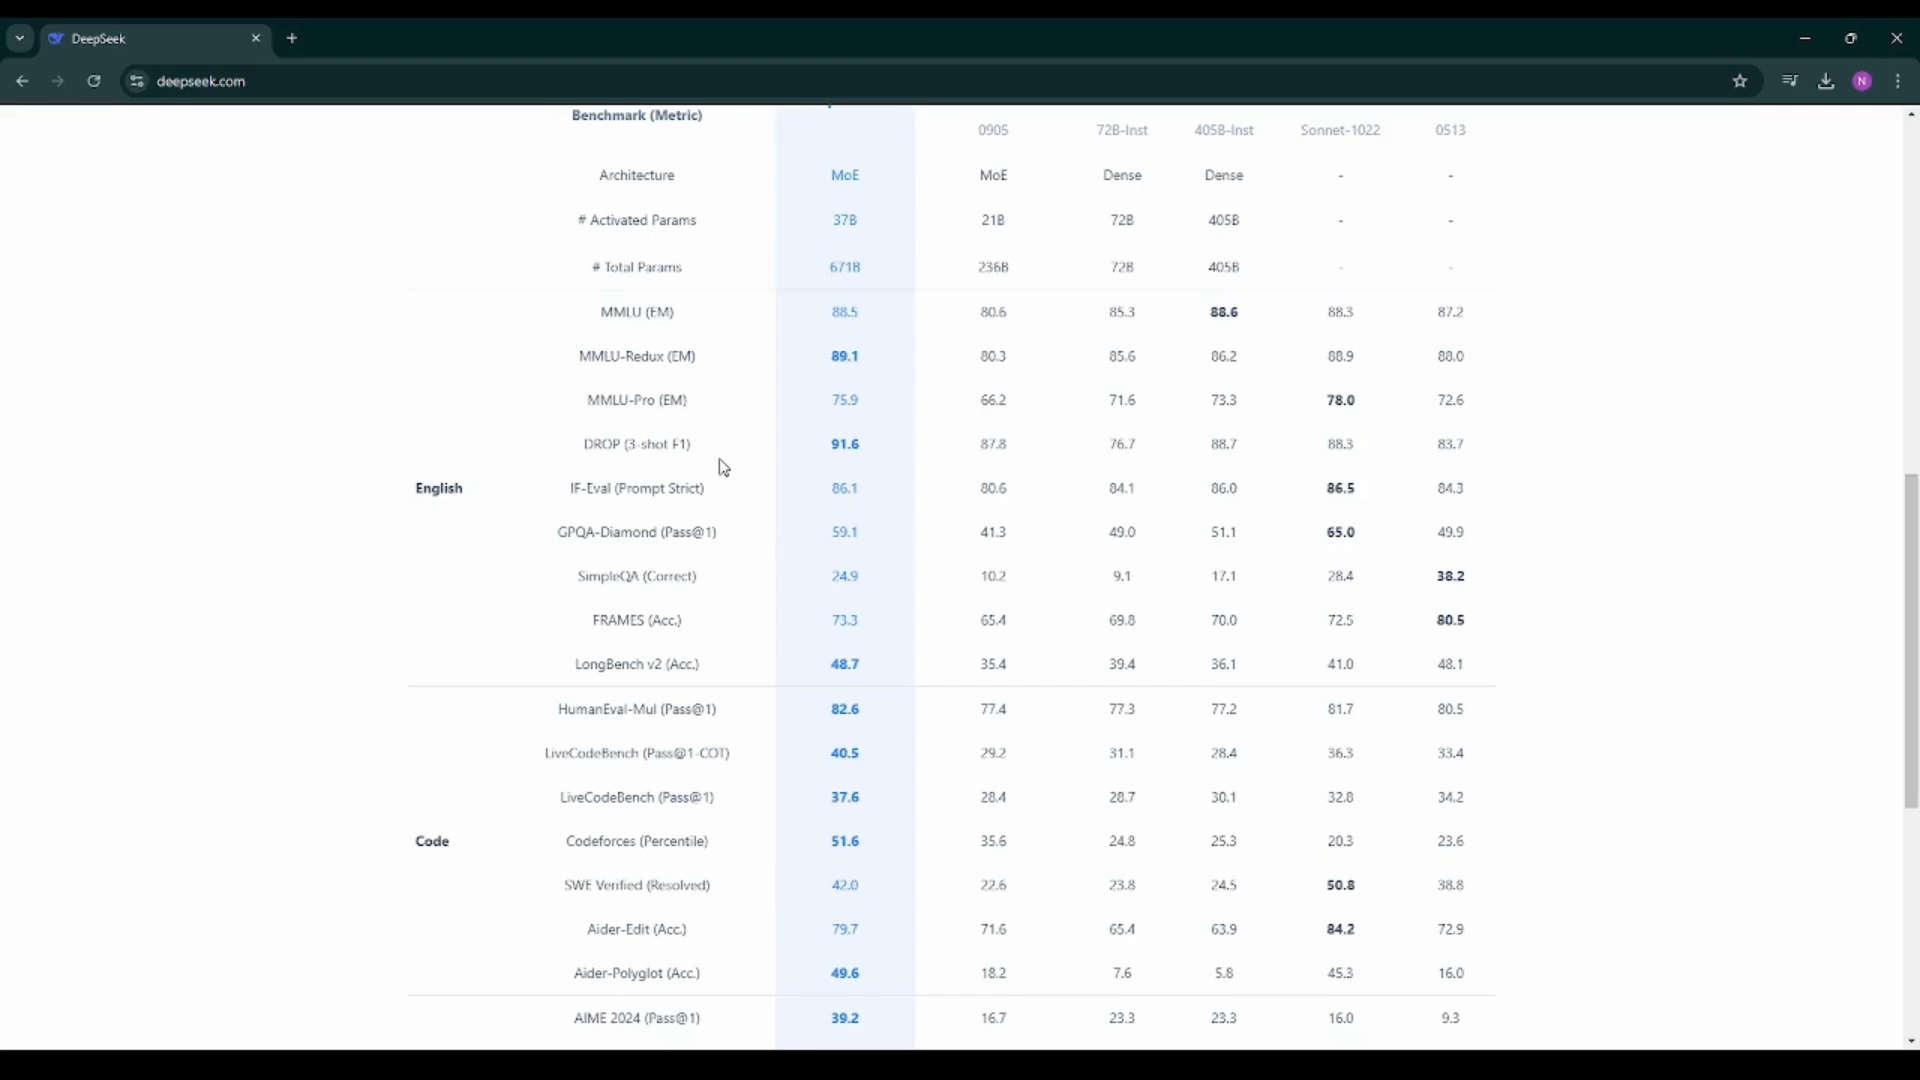 DeepSeek
deepseek.com
N
Benchmark (Metric)
0905 72B-Inst 405B-Inst Sonnet-1022 0513
Architecture MoE MoE Dense Dense - -
# Activated Params 37B 21B 72B 405B - -
# Total Params 671B 236B 72B 405B - -
MMLU (EM) 88.5 80.6 85.3 88.6 88.3 87.2
MMLU-Redux (EM) 89.1 80.3 85.6 86.2 88.9 88.0
MMLU-Pro (EM) 75.9 66.2 71.6 73.3 78.0 72.6
DROP (3-shot F1) 91.6 87.8 76.7 88.7 88.3 83.7
English IF-Eval (Prompt Strict) 86.1 80.6 84.1 86.0 86.5 84.3
GPQA-Diamond (Pass@1) 59.1 41.3 49.0 51.1 65.0 49.9
SimpleQA (Correct) 24.9 10.2 9.1 17.1 28.4 38.2
FRAMES (Acc.) 73.3 65.4 69.8 70.0 72.5 80.5
LongBench v2 (Acc.) 48.7 35.4 39.4 36.1 41.0 48.1
HumanEval-Mul (Pass@1) 82.6 77.4 77.3 77.2 81.7 80.5
LiveCodeBench (Pass@1-COT) 40.5 29.2 31.1 28.4 36.3 33.4
LiveCodeBench (Pass@1) 37.6 28.4 28.7 30.1 32.8 34.2
Code Codeforces (Percentile) 51.6 35.6 24.8 25.3 20.3 23.6
SWE Verified (Resolved) 42.0 22.6 23.8 24.5 50.8 38.8
Aider-Edit (Acc.) 79.7 71.6 65.4 63.9 84.2 72.9
Aider-Polyglot (Acc.) 49.6 18.2 7.6 5.8 45.3 16.0
AIME 2024 (Pass@1) 39.2 16.7 23.3 23.3 16.0 9.3